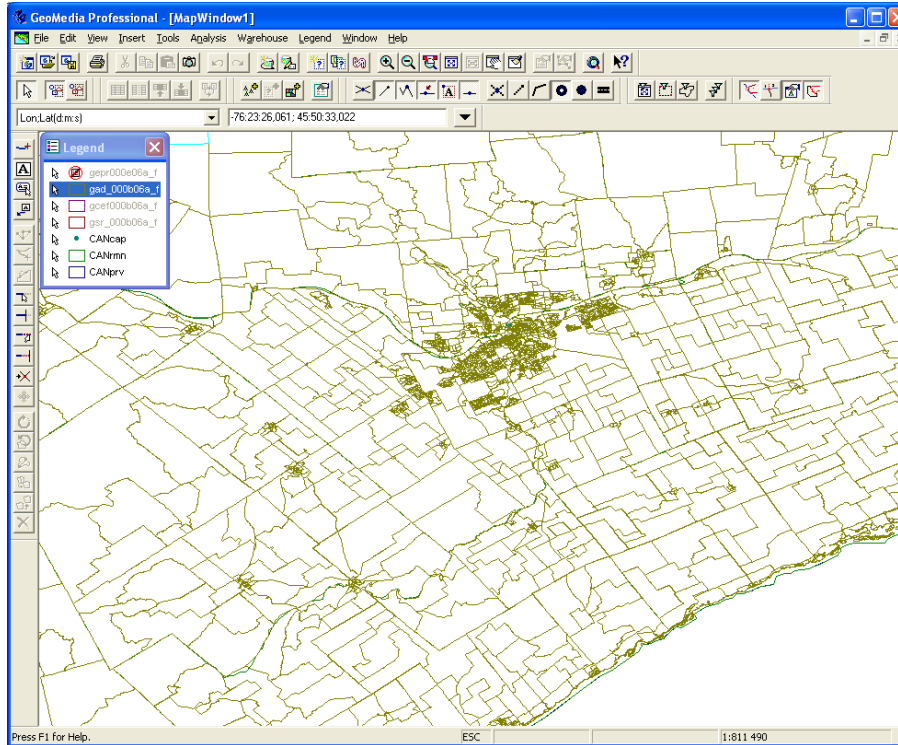 GeoMedia Professional - [MapWindow1]
File Edit View Insert Tools Analysis Warehouse Legend Window Help
Lon;Lat(d:m:s) -76:23:26,061; 45:50:33,022
Legend
gepr000e06a_f
gad_000b06a_f
gcef000b06a_f
gsr_000b06a_f
CANcap
CANrmn
CANprv
Press F1 for Help. ESC 1:811 490